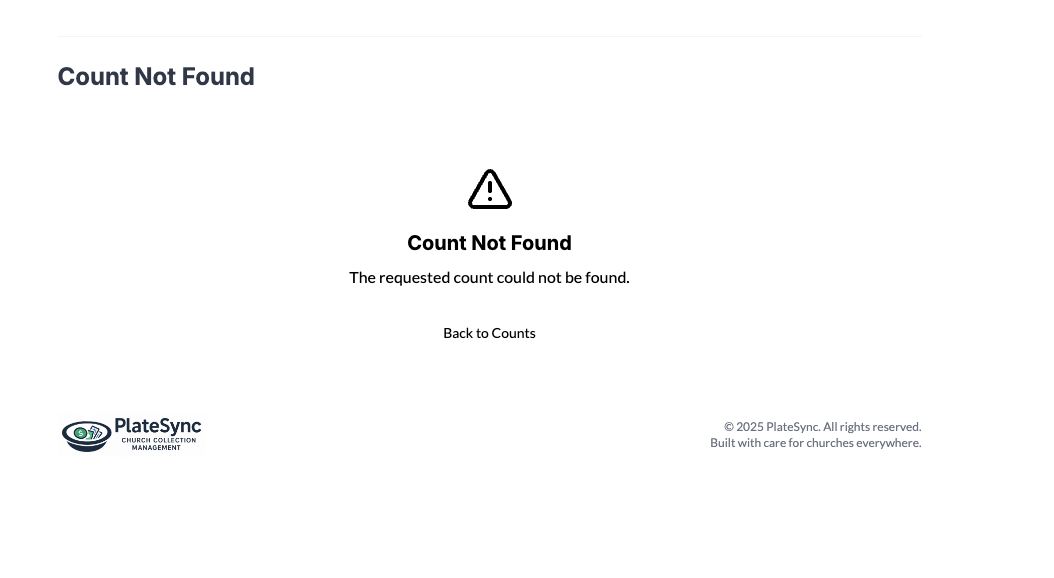 Count Not Found
Count Not Found
The requested count could not be found.
Back to Counts
PlateSync
CHURCH COLLECTION
MANAGEMENT
© 2025 PlateSync. All rights reserved.
Built with care for churches everywhere.